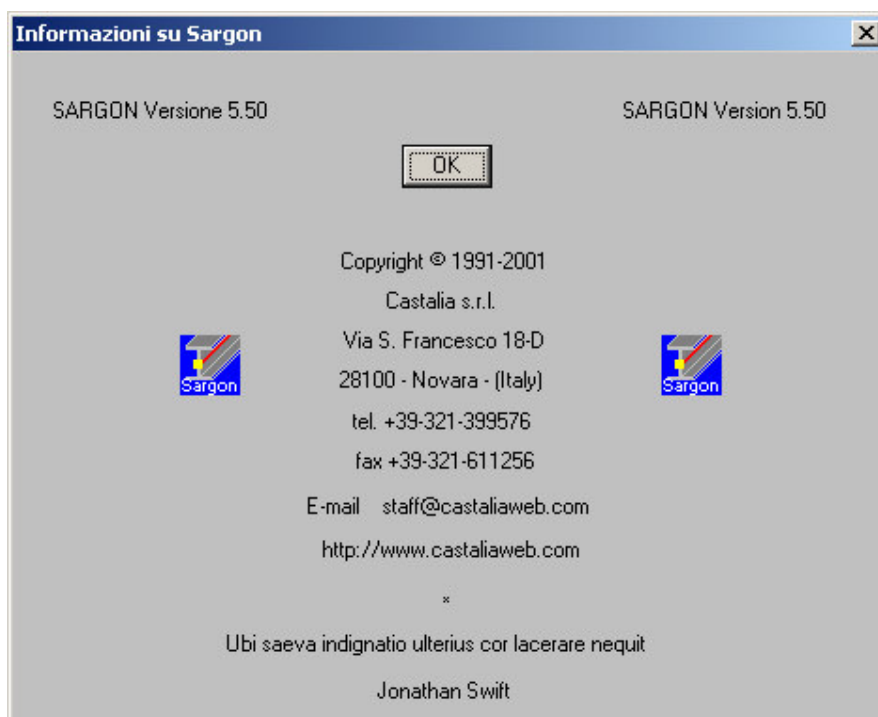 Informazioni su Sargon
SARGON Versione 5.50
SARGON Version 5.50
OK
Copyright © 1991-2001
Castalia s.r.l.
Via S. Francesco 18-D
28100 - Novara - (Italy)
Sargon
Sargon
tel. +39-321-399576
fax +39-321-611256
E-mail staff@castaliaweb.com
http://www.castaliaweb.com
*
Ubi saeva indignatio ulterius cor lacerare nequit
Jonathan Swift